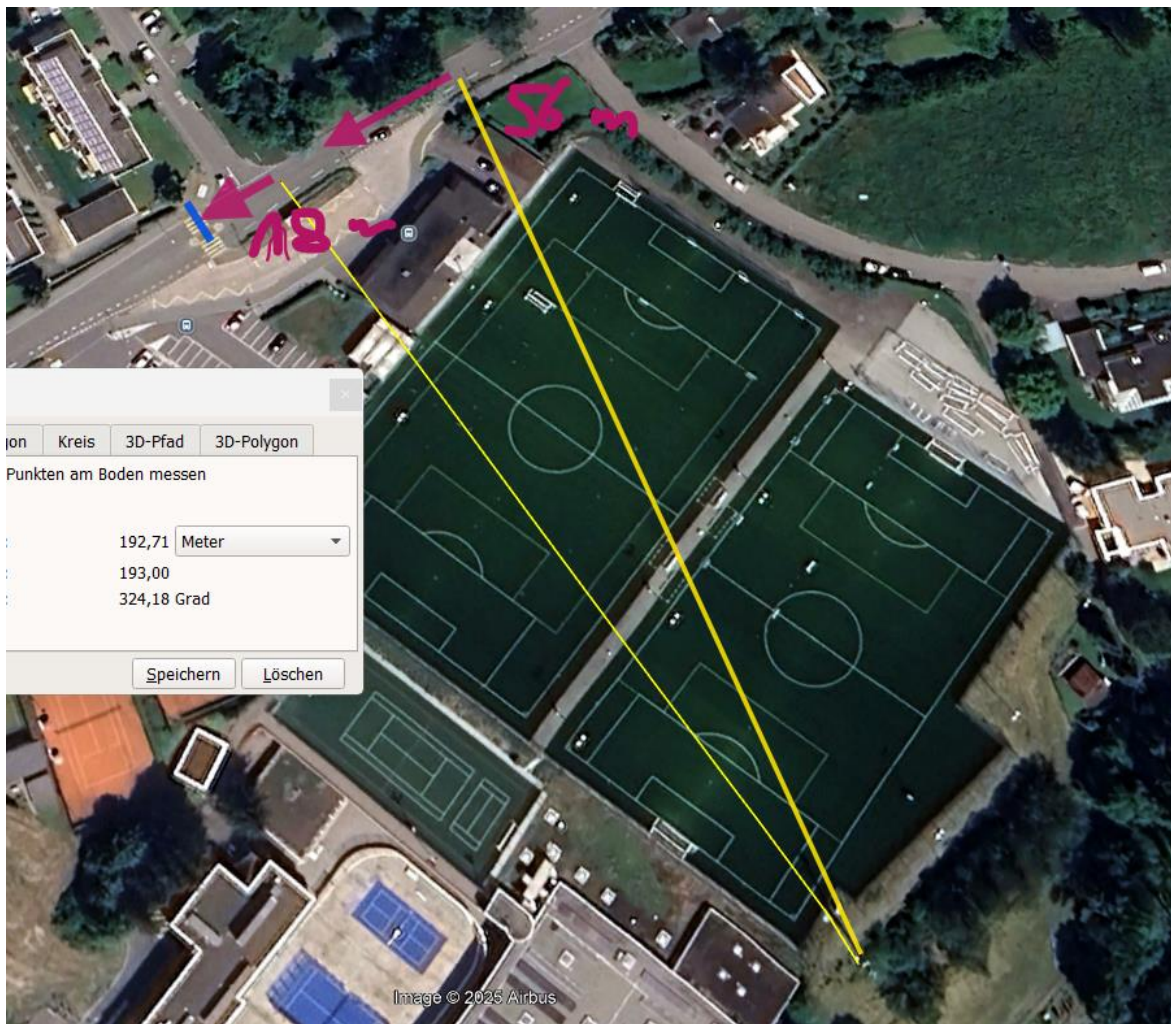 56 m
18 m
gon Kreis 3D-Pfad 3D-Polygon
Punkten am Boden messen
: 192,71 Meter
: 193,00
: 324,18 Grad
Speichern Löschen
Image © 2025 Airbus